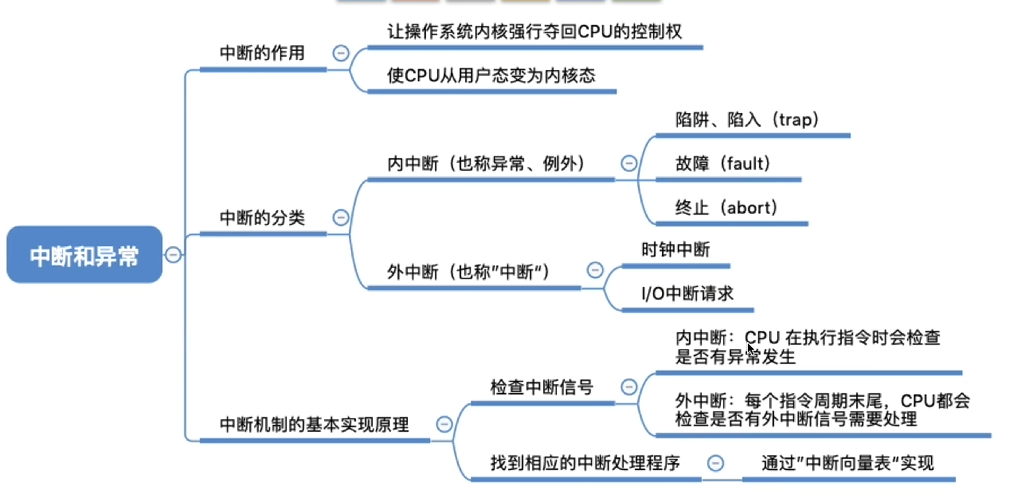 中断和异常
中断的作用
让操作系统内核强行夺回CPU的控制权
使CPU从用户态变为内核态
中断的分类
内中断（也称异常、例外）
陷阱、陷入（trap）
故障（fault）
终止（abort）
外中断（也称”中断“）
时钟中断
I/O中断请求
中断机制的基本实现原理
检查中断信号
内中断：CPU 在执行指令时会检查
是否有异常发生
外中断：每个指令周期末尾，CPU都会
检查是否有外中断信号需要处理
找到相应的中断处理程序
通过”中断向量表“实现